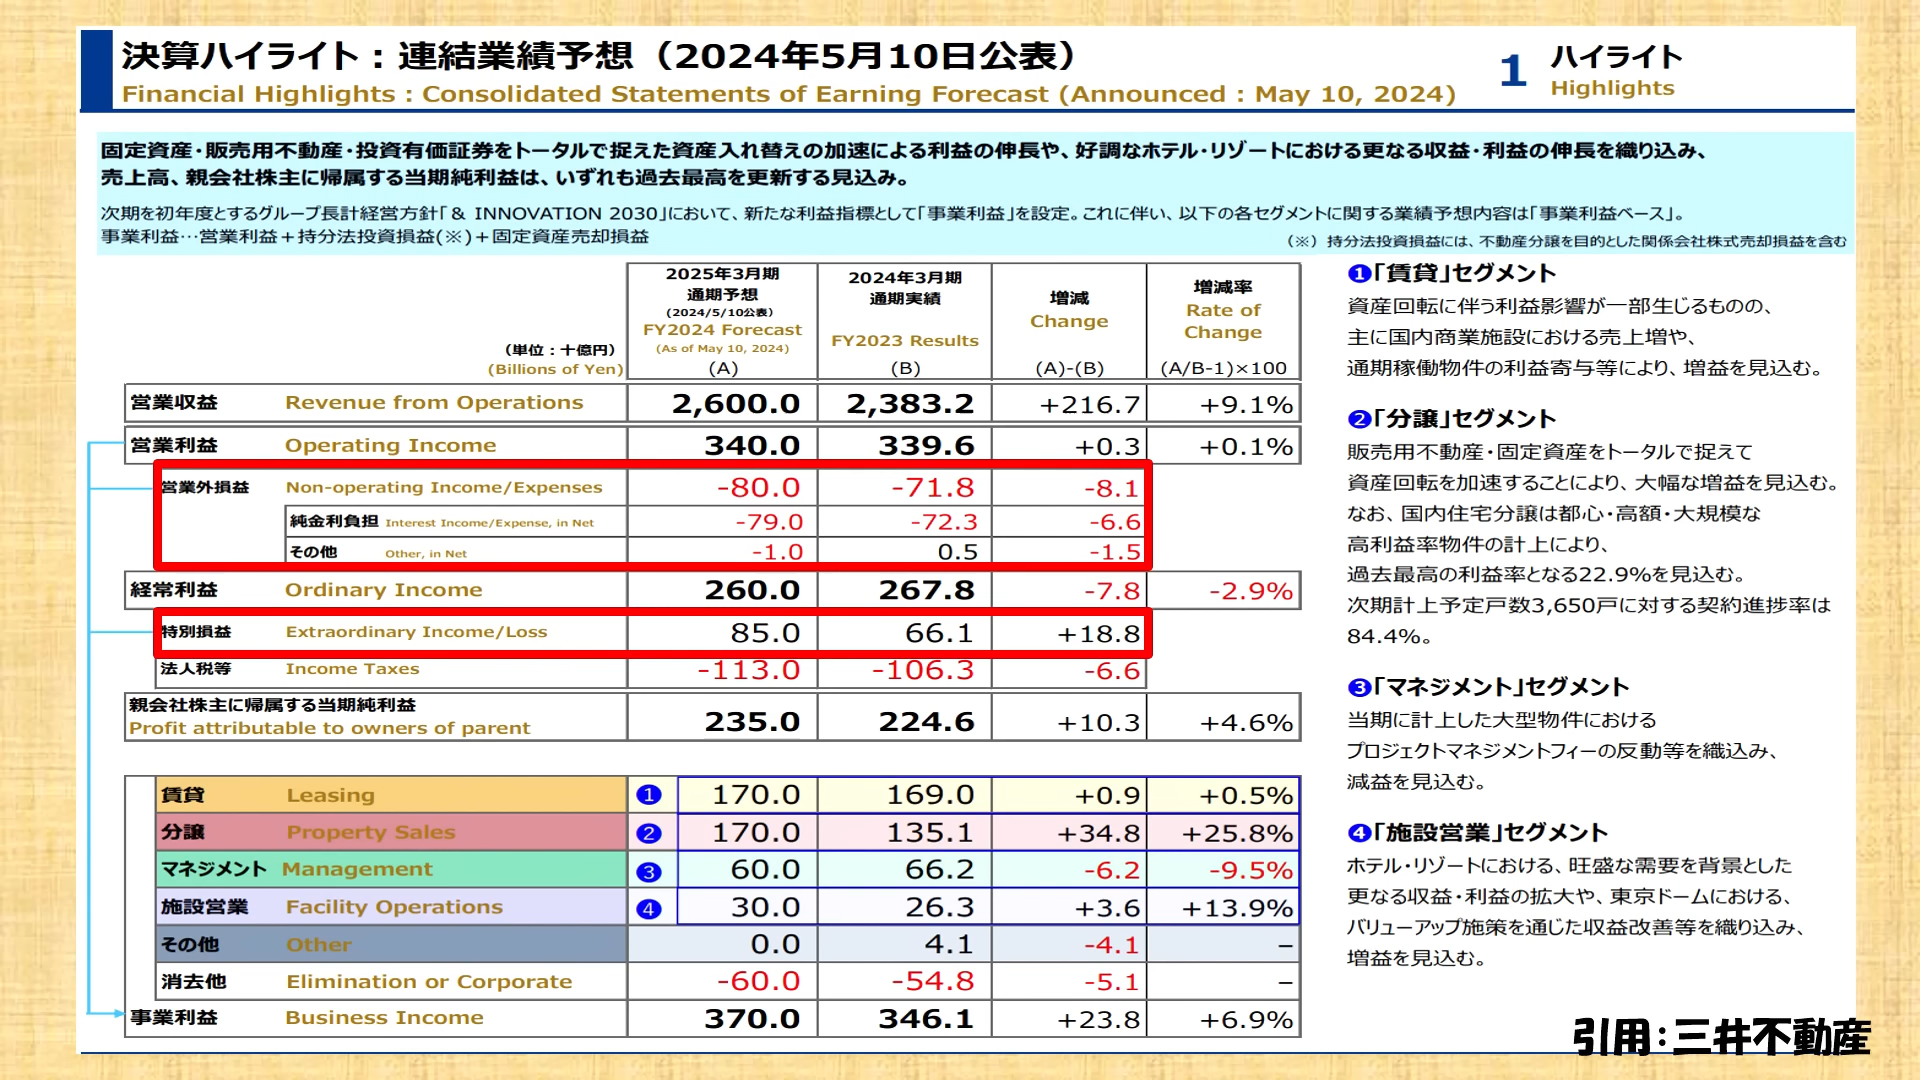 決算ハイライト：連結業績予想（2024年5月10日公表）
Financial Highlights : Consolidated Statements of Earning Forecast (Announced : May 10, 2024)
1 ハイライト
Highlights
固定資産・販売用不動産・投資有価証券をトータルで捉えた資産入れ替えの加速による利益の伸長や、好調なホテル・リゾートにおける更なる収益・利益の伸長を織り込み、
売上高、親会社株主に帰属する当期純利益は、いずれも過去最高を更新する見込み。
次期を初年度とするグループ長計経営方針「& INNOVATION 2030」において、新たな利益指標として「事業利益」を設定。これに伴い、以下の各セグメントに関する業績予想内容は「事業利益ベース」。
事業利益…営業利益＋持分法投資損益(※)＋固定資産売却損益
（※）持分法投資損益には、不動産分譲を目的とした関係会社株式売却損益を含む
（単位：十億円）
(Billions of Yen)
2025年3月期
通期予想
(2024/5/10公表)
FY2024 Forecast
(As of May 10, 2024)
(A)
2024年3月期
通期実績
FY2023 Results
(B)
増減
Change
(A)-(B)
増減率
Rate of
Change
(A/B-1)×100
営業収益 Revenue from Operations 2,600.0 2,383.2 +216.7 +9.1%
営業利益 Operating Income 340.0 339.6 +0.3 +0.1%
営業外損益 Non-operating Income/Expenses -80.0 -71.8 -8.1
純金利負担 Interest Income/Expense, in Net -79.0 -72.3 -6.6
その他 Other, in Net -1.0 0.5 -1.5
経常利益 Ordinary Income 260.0 267.8 -7.8 -2.9%
特別損益 Extraordinary Income/Loss 85.0 66.1 +18.8
法人税等 Income Taxes -113.0 -106.3 -6.6
親会社株主に帰属する当期純利益
Profit attributable to owners of parent 235.0 224.6 +10.3 +4.6%
賃貸 Leasing ❶ 170.0 169.0 +0.9 +0.5%
分譲 Property Sales ❷ 170.0 135.1 +34.8 +25.8%
マネジメント Management ❸ 60.0 66.2 -6.2 -9.5%
施設営業 Facility Operations ❹ 30.0 26.3 +3.6 +13.9%
その他 Other 0.0 4.1 -4.1 –
消去他 Elimination or Corporate -60.0 -54.8 -5.1 –
事業利益 Business Income 370.0 346.1 +23.8 +6.9%
❶「賃貸」セグメント
資産回転に伴う利益影響が一部生じるものの、
主に国内商業施設における売上増や、
通期稼働物件の利益寄与等により、増益を見込む。
❷「分譲」セグメント
販売用不動産・固定資産をトータルで捉えて
資産回転を加速することにより、大幅な増益を見込む。
なお、国内住宅分譲は都心・高額・大規模な
高利益率物件の計上により、
過去最高の利益率となる22.9%を見込む。
次期計上予定戸数3,650戸に対する契約進捗率は
84.4%。
❸「マネジメント」セグメント
当期に計上した大型物件における
プロジェクトマネジメントフィーの反動等を織込み、
減益を見込む。
❹「施設営業」セグメント
ホテル・リゾートにおける、旺盛な需要を背景とした
更なる収益・利益の拡大や、東京ドームにおける、
バリューアップ施策を通じた収益改善等を織り込み、
増益を見込む。
引用：三井不動産